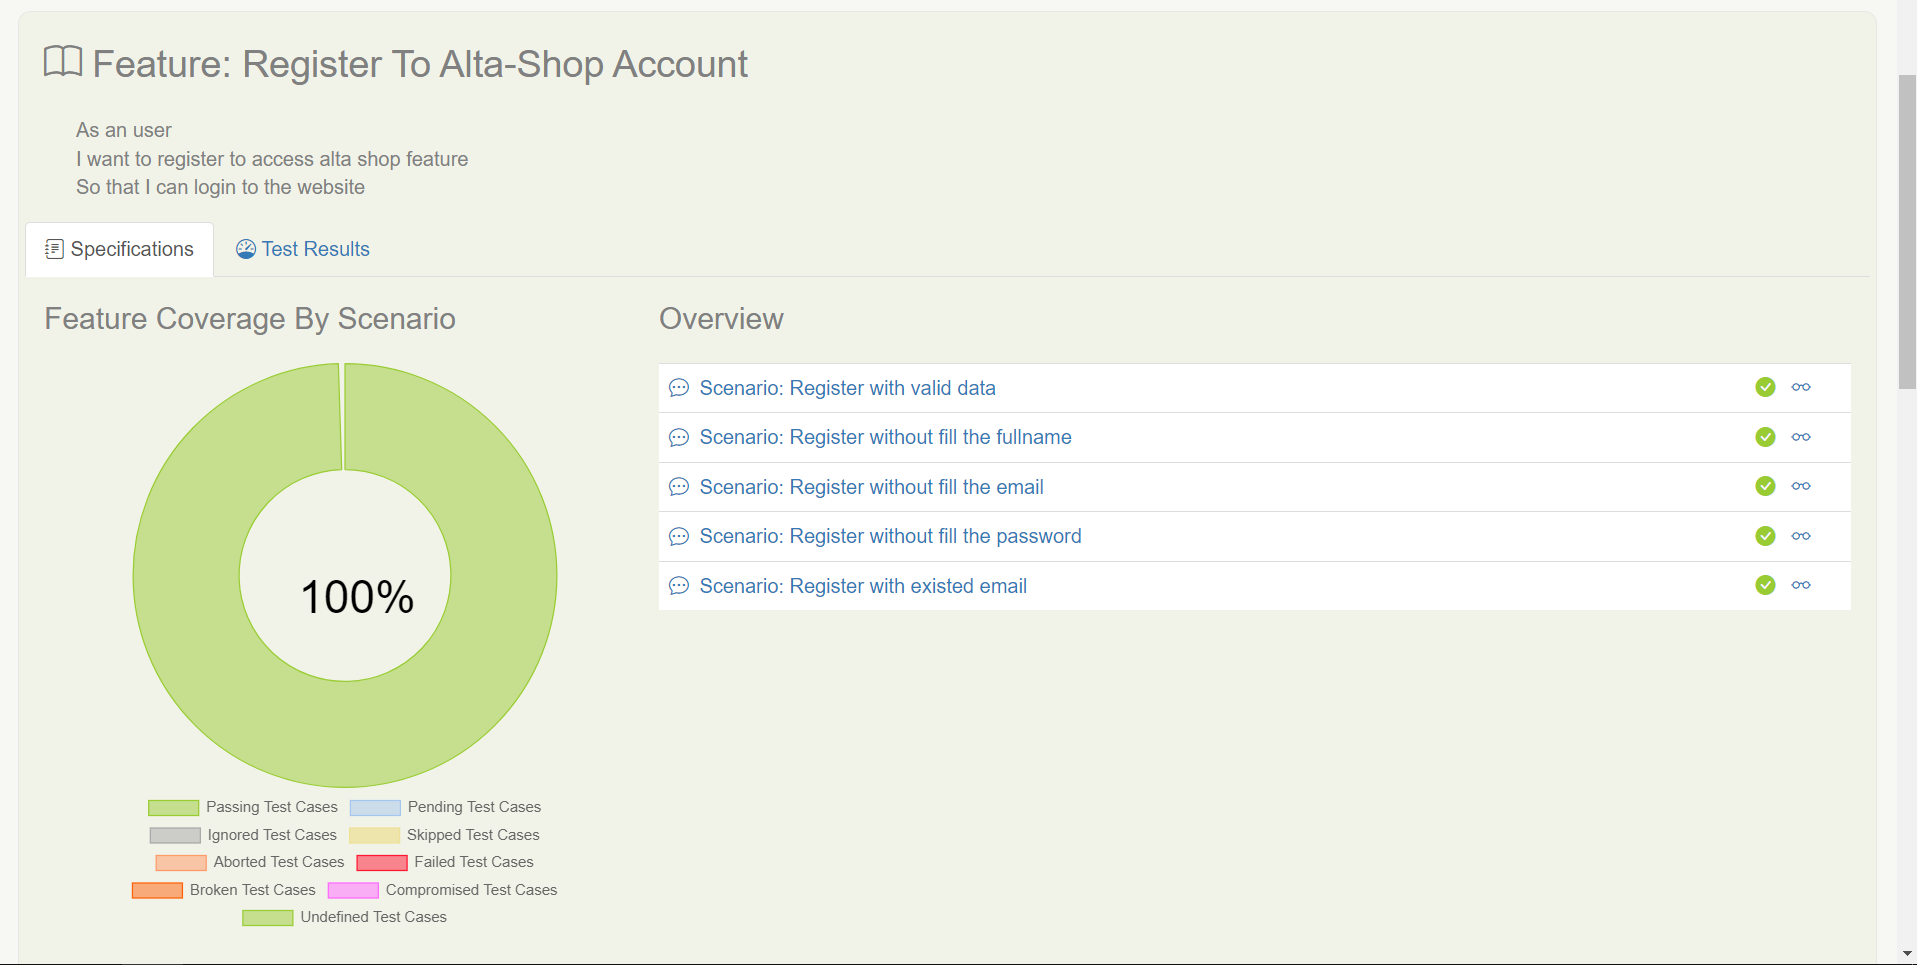 Feature: Register To Alta-Shop Account
As an user
I want to register to access alta shop feature
So that I can login to the website
Specifications
Test Results
Feature Coverage By Scenario
Overview
100%
Passing Test Cases
Pending Test Cases
Ignored Test Cases
Skipped Test Cases
Aborted Test Cases
Failed Test Cases
Broken Test Cases
Compromised Test Cases
Undefined Test Cases
Scenario: Register with valid data
Scenario: Register without fill the fullname
Scenario: Register without fill the email
Scenario: Register without fill the password
Scenario: Register with existed email